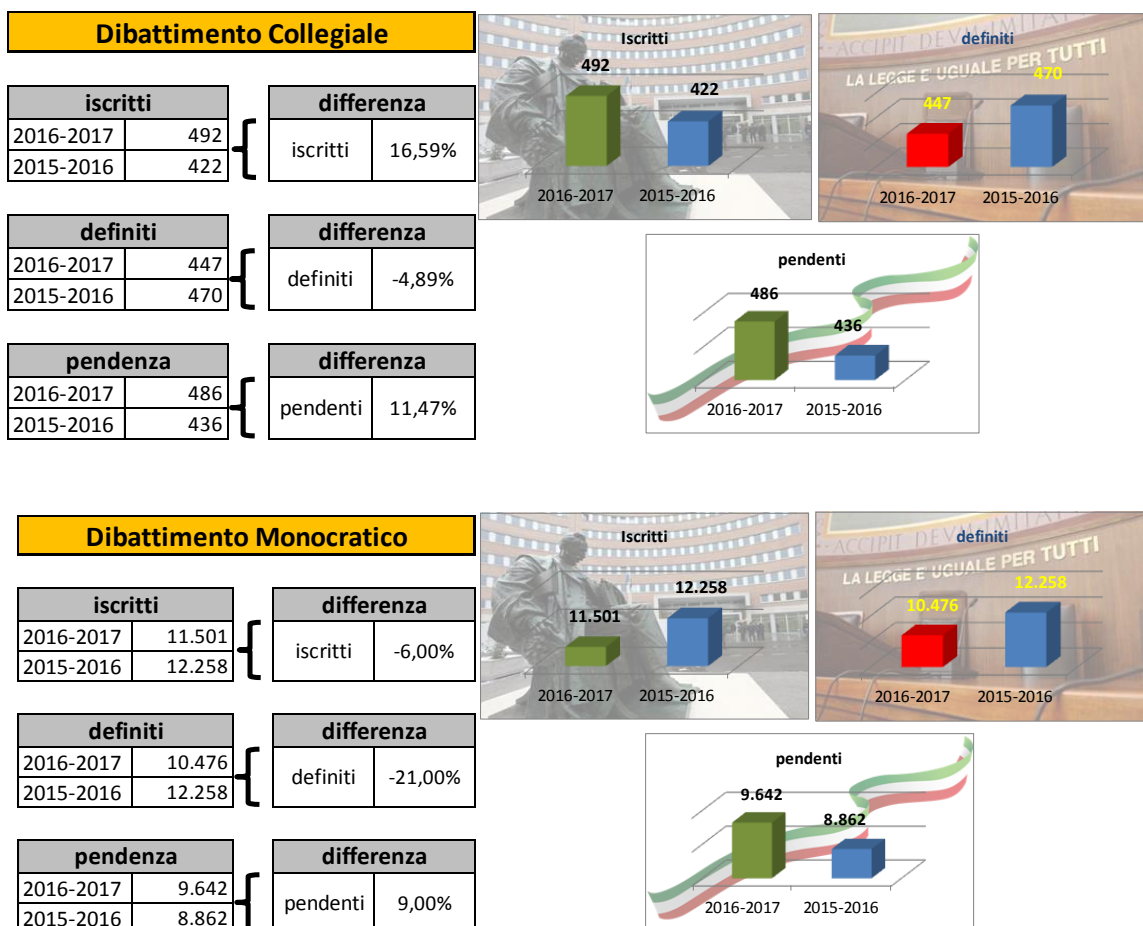 Dibattimento Collegiale
iscritti
2016-2017 492
2015-2016 422
differenza
iscritti 16,59%
definiti
2016-2017 447
2015-2016 470
differenza
definiti -4,89%
pendenza
2016-2017 486
2015-2016 436
differenza
pendenti 11,47%
Iscritti
492
422
2016-2017 2015-2016
definiti
ACCIPIT
LA LEGGE E' UGUALE PER TUTTI
447
470
2016-2017 2015-2016
pendenti
486
436
2016-2017 2015-2016
Dibattimento Monocratico
iscritti
2016-2017 11.501
2015-2016 12.258
differenza
iscritti -6,00%
definiti
2016-2017 10.476
2015-2016 12.258
differenza
definiti -21,00%
pendenza
2016-2017 9.642
2015-2016 8.862
differenza
pendenti 9,00%
Iscritti
11.501
12.258
2016-2017 2015-2016
definiti
ACCIPIT
LA LEGGE E' UGUALE PER TUTTI
10.476
12.258
2016-2017 2015-2016
pendenti
9.642
8.862
2016-2017 2015-2016